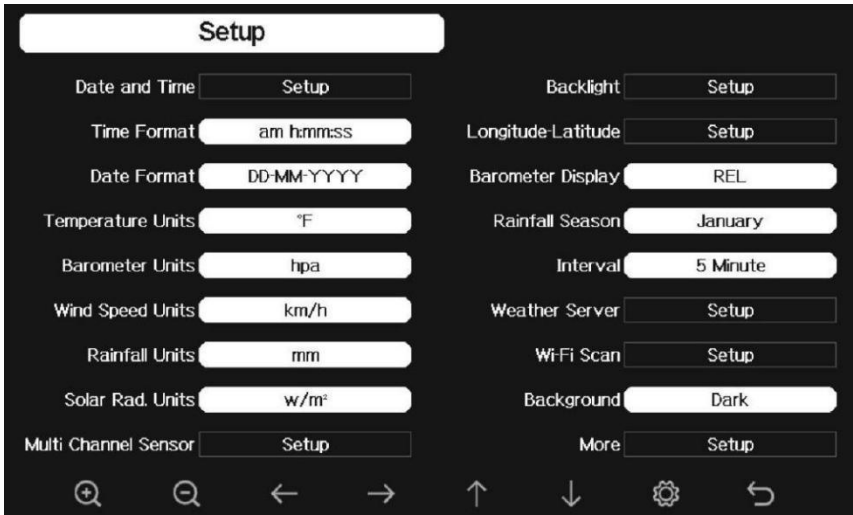 Setup
Date and Time Setup
Time Format am h:mm:ss
Date Format DD-MM-YYYY
Temperature Units °F
Barometer Units hpa
Wind Speed Units km/h
Rainfall Units mm
Solar Rad. Units w/m²
Multi Channel Sensor Setup
Backlight Setup
Longitude-Latitude Setup
Barometer Display REL
Rainfall Season January
Interval 5 Minute
Weather Server Setup
Wi-Fi Scan Setup
Background Dark
More Setup